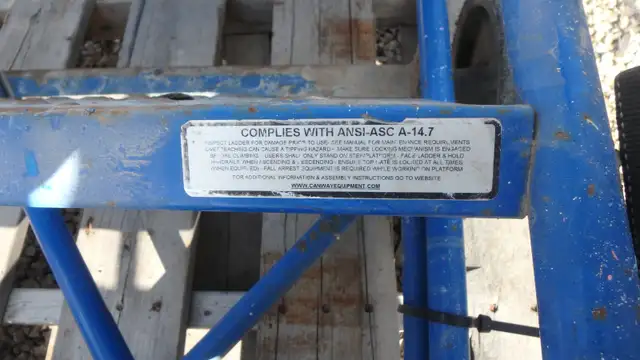 COMPLIES WITH ANSI-ASC A-14.7
INSPECT LADDER FOR DAMAGE PRIOR TO USE. SEE MANUAL FOR MAINTENANCE REQUIREMENTS
OVERREACHING CAN CAUSE A TIPPING HAZARD - MAKE SURE LOCKING MECHANISM IS ENGAGED
BEFORE CLIMBING - USERS SHALL ONLY STAND ON STEP/PLATFORM - FACE LADDER & HOLD
HANDRAILS WHEN ASCENDING & DESCENDING - ENSURE TOP GATE IS CLOSED AT ALL TIMES
(WHEN EQUIPPED) - FALL ARREST EQUIPMENT IS REQUIRED WHILE WORKING ON PLATFORM
FOR ADDITIONAL INFORMATION & ASSEMBLY INSTRUCTIONS GO TO WEBSITE
WWW.CANWAYEQUIPMENT.COM